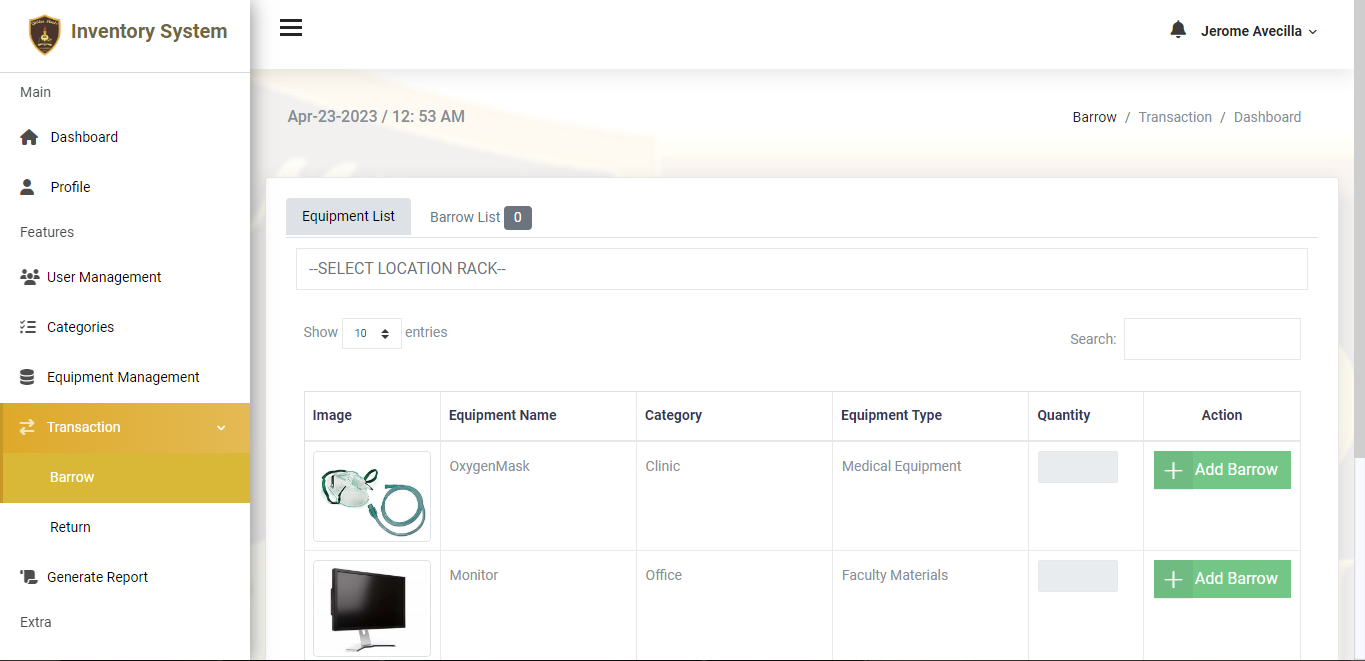 Inventory System
Jerome Avecilla
Main
Dashboard
Profile
Features
User Management
Categories
Equipment Management
Transaction
Barrow
Return
Generate Report
Extra
Apr-23-2023 / 12: 53 AM
Barrow / Transaction / Dashboard
Equipment List Barrow List 0
--SELECT LOCATION RACK--
Show 10 entries
Search:
Image Equipment Name Category Equipment Type Quantity Action
OxygenMask Clinic Medical Equipment + Add Barrow
Monitor Office Faculty Materials + Add Barrow